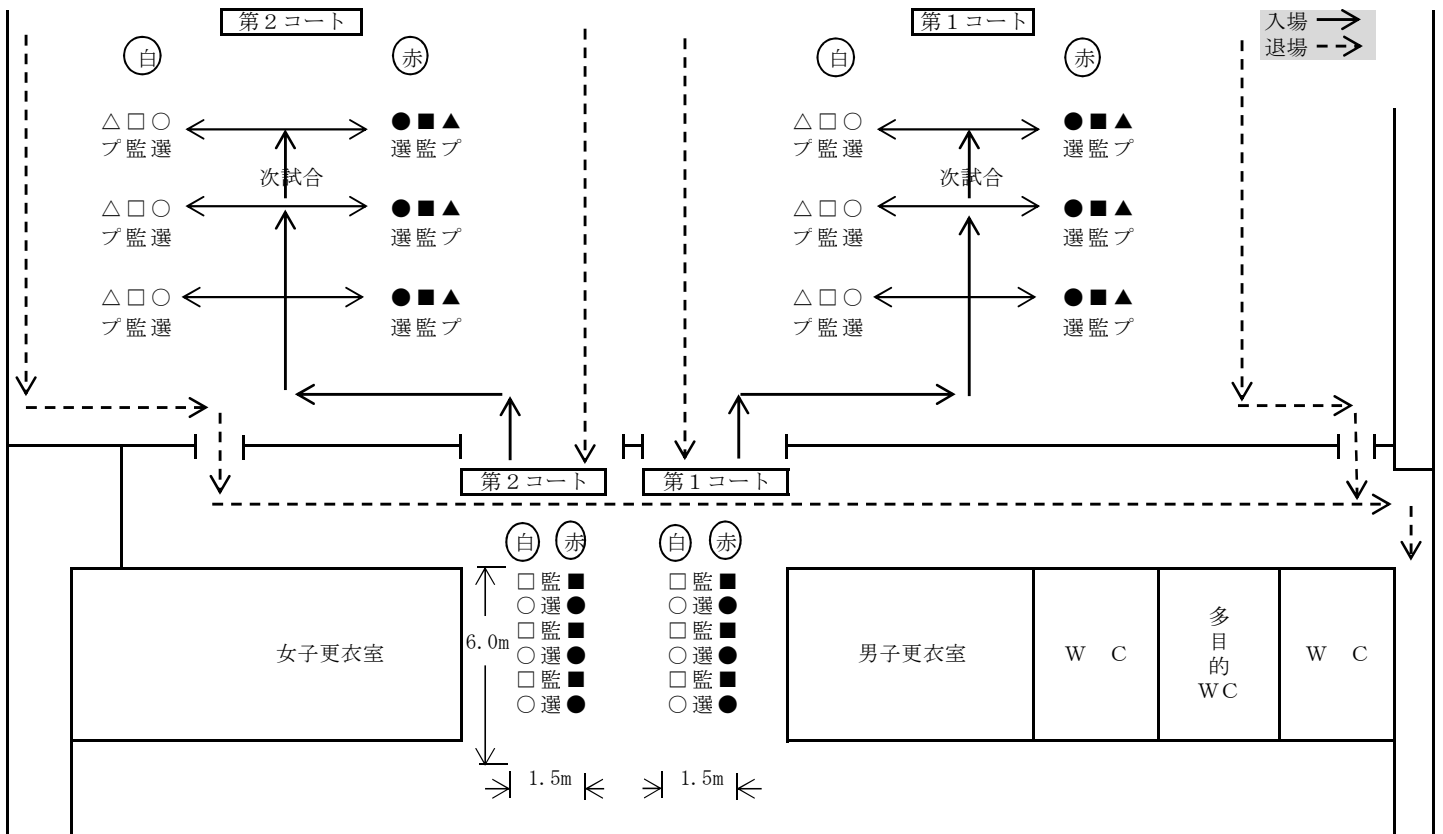 第２コート
第１コート
入場
退場
白
赤
白
赤
△□○
●■▲
△□○
●■▲
プ監選
選監プ
プ監選
選監プ
次試合
次試合
△□○
●■▲
△□○
●■▲
プ監選
選監プ
プ監選
選監プ
△□○
●■▲
△□○
●■▲
プ監選
選監プ
プ監選
選監プ
第２コート
第１コート
白
赤
白
赤
□監■
○選●
□監■
○選●
□監■
○選●
□監■
○選●
□監■
○選●
□監■
○選●
6.0m
女子更衣室
男子更衣室
Ｗ　Ｃ
多
目
的
ＷＣ
Ｗ　Ｃ
1.5m
1.5m